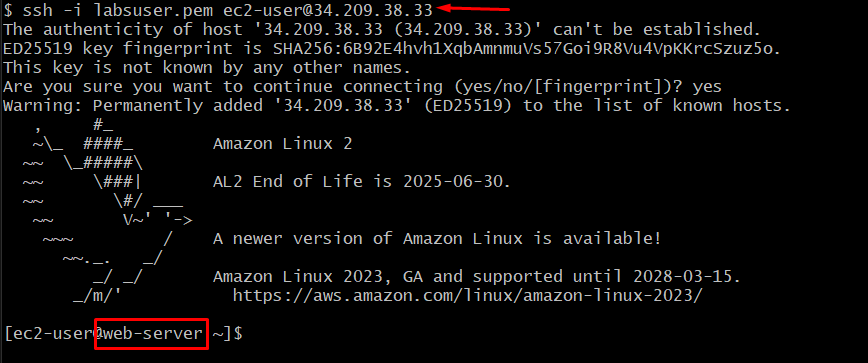 $ ssh -i labsuser.pem ec2-user@34.209.38.33
The authenticity of host '34.209.38.33 (34.209.38.33)' can't be established.
ED25519 key fingerprint is SHA256:6B92E4hvh1XqbAmnmuVs57Goi9R8Vu4VpKKrcSzuz5o.
This key is not known by any other names.
Are you sure you want to continue connecting (yes/no/[fingerprint])? yes
Warning: Permanently added '34.209.38.33' (ED25519) to the list of known hosts.
   ,     #_
   ~\_  ####_        Amazon Linux 2
  ~~  \_#####\
  ~~     \###|       AL2 End of Life is 2025-06-30.
  ~~       \#/ ___
   ~~       V~' '->
    ~~~         /    A newer version of Amazon Linux is available!
      ~~._.   _/
         _/ _/       Amazon Linux 2023, GA and supported until 2028-03-15.
       _/m/'           https://aws.amazon.com/linux/amazon-linux-2023/
[ec2-user@web-server ~]$